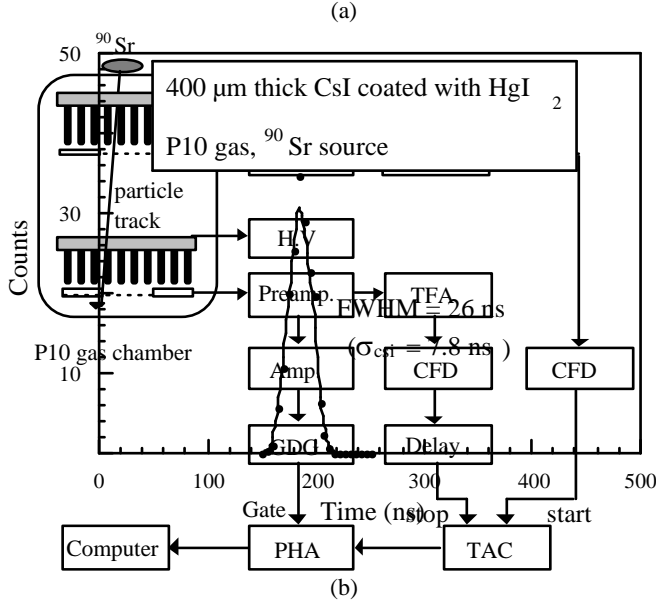 (a)
50
⁹⁰Sr
400 μm thick CsI coated with HgI₂
P10 gas, ⁹⁰Sr source
particle
track
30
Counts
H.V
Preamp.
TFA
FWHM = 26 ns
P10 gas chamber
(σcsi = 7.8 ns )
10
Amp.
CFD
CFD
GDG
Delay
0
0
100
200
300
400
500
Gate
Time (ns)
stop
start
Computer
PHA
TAC
(b)